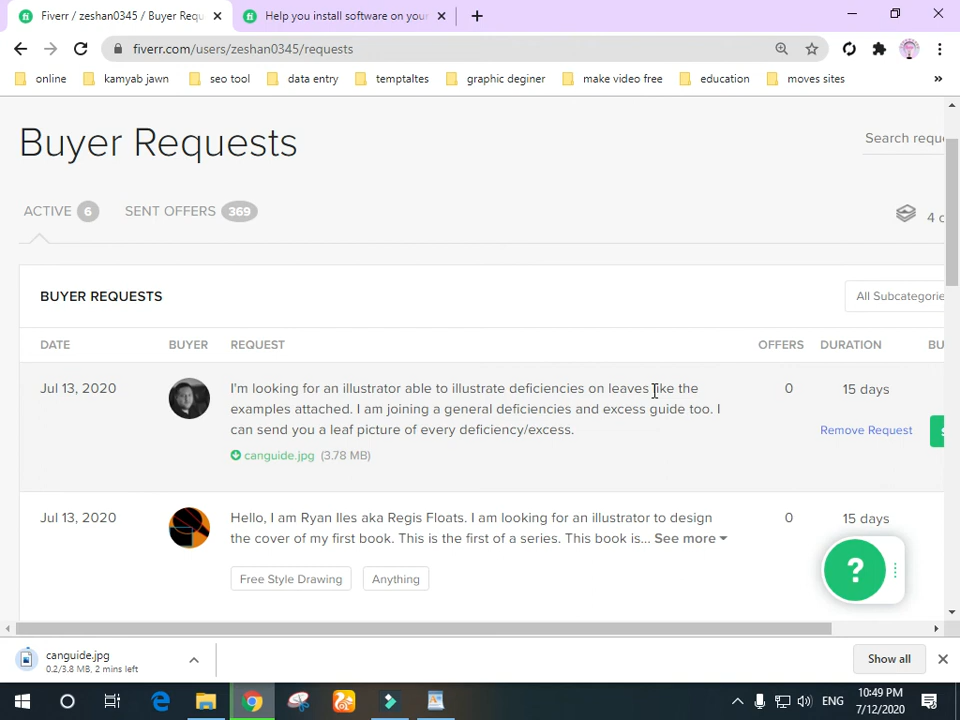 Fiverr / zeshan0345 / Buyer Requ
Help you install software on your
fiverr.com/users/zeshan0345/requests
online
kamyab jawn
seo tool
data entry
temptaltes
graphic deginer
make video free
education
moves sites
»
Buyer Requests
Search requ
ACTIVE 6
SENT OFFERS 369
4
BUYER REQUESTS
All Subcategorie
DATE
BUYER
REQUEST
OFFERS
DURATION
BU
Jul 13, 2020
I'm looking for an illustrator able to illustrate deficiencies on leaves like the
examples attached. I am joining a general deficiencies and excess guide too. I
can send you a leaf picture of every deficiency/excess.
canguide.jpg (3.78 MB)
0
15 days
Remove Request
Jul 13, 2020
Hello, I am Ryan Iles aka Regis Floats. I am looking for an illustrator to design
the cover of my first book. This is the first of a series. This book is... See more
Free Style Drawing
Anything
0
15 days
?
canguide.jpg
0.2/3.8 MB, 2 mins left
Show all
ENG
10:49 PM
7/12/2020